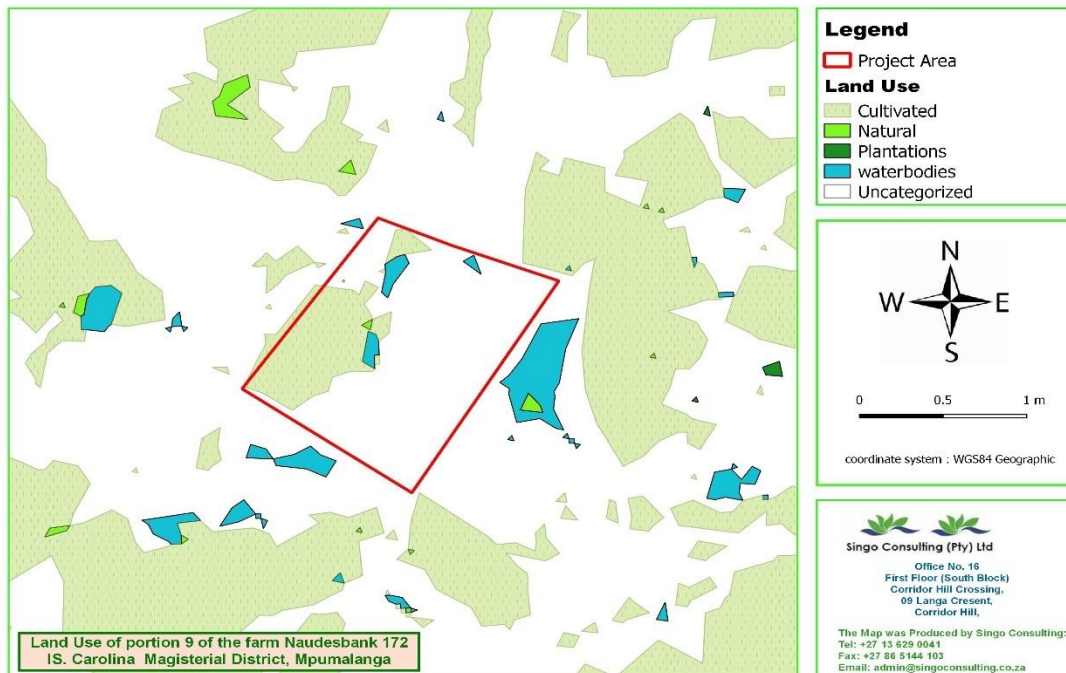 Legend
Project Area
Land Use
Cultivated
Natural
Plantations
waterbodies
Uncategorized
N
W E
S
0 0.5 1 m
coordinate system : WGS84 Geographic
Singo Consulting (Pty) Ltd
Office No. 16
First Floor (South Block)
Corridor Hill Crossing,
09 Langa Cresent,
Corridor Hill,
The Map was Produced by Singo Consulting:
Tel: +27 13 629 0041
Fax: +27 86 5144 103
Email: admin@singoconsulting.co.za
Land Use of portion 9 of the farm Naudesbank 172
IS. Carolina Magisterial District, Mpumalanga